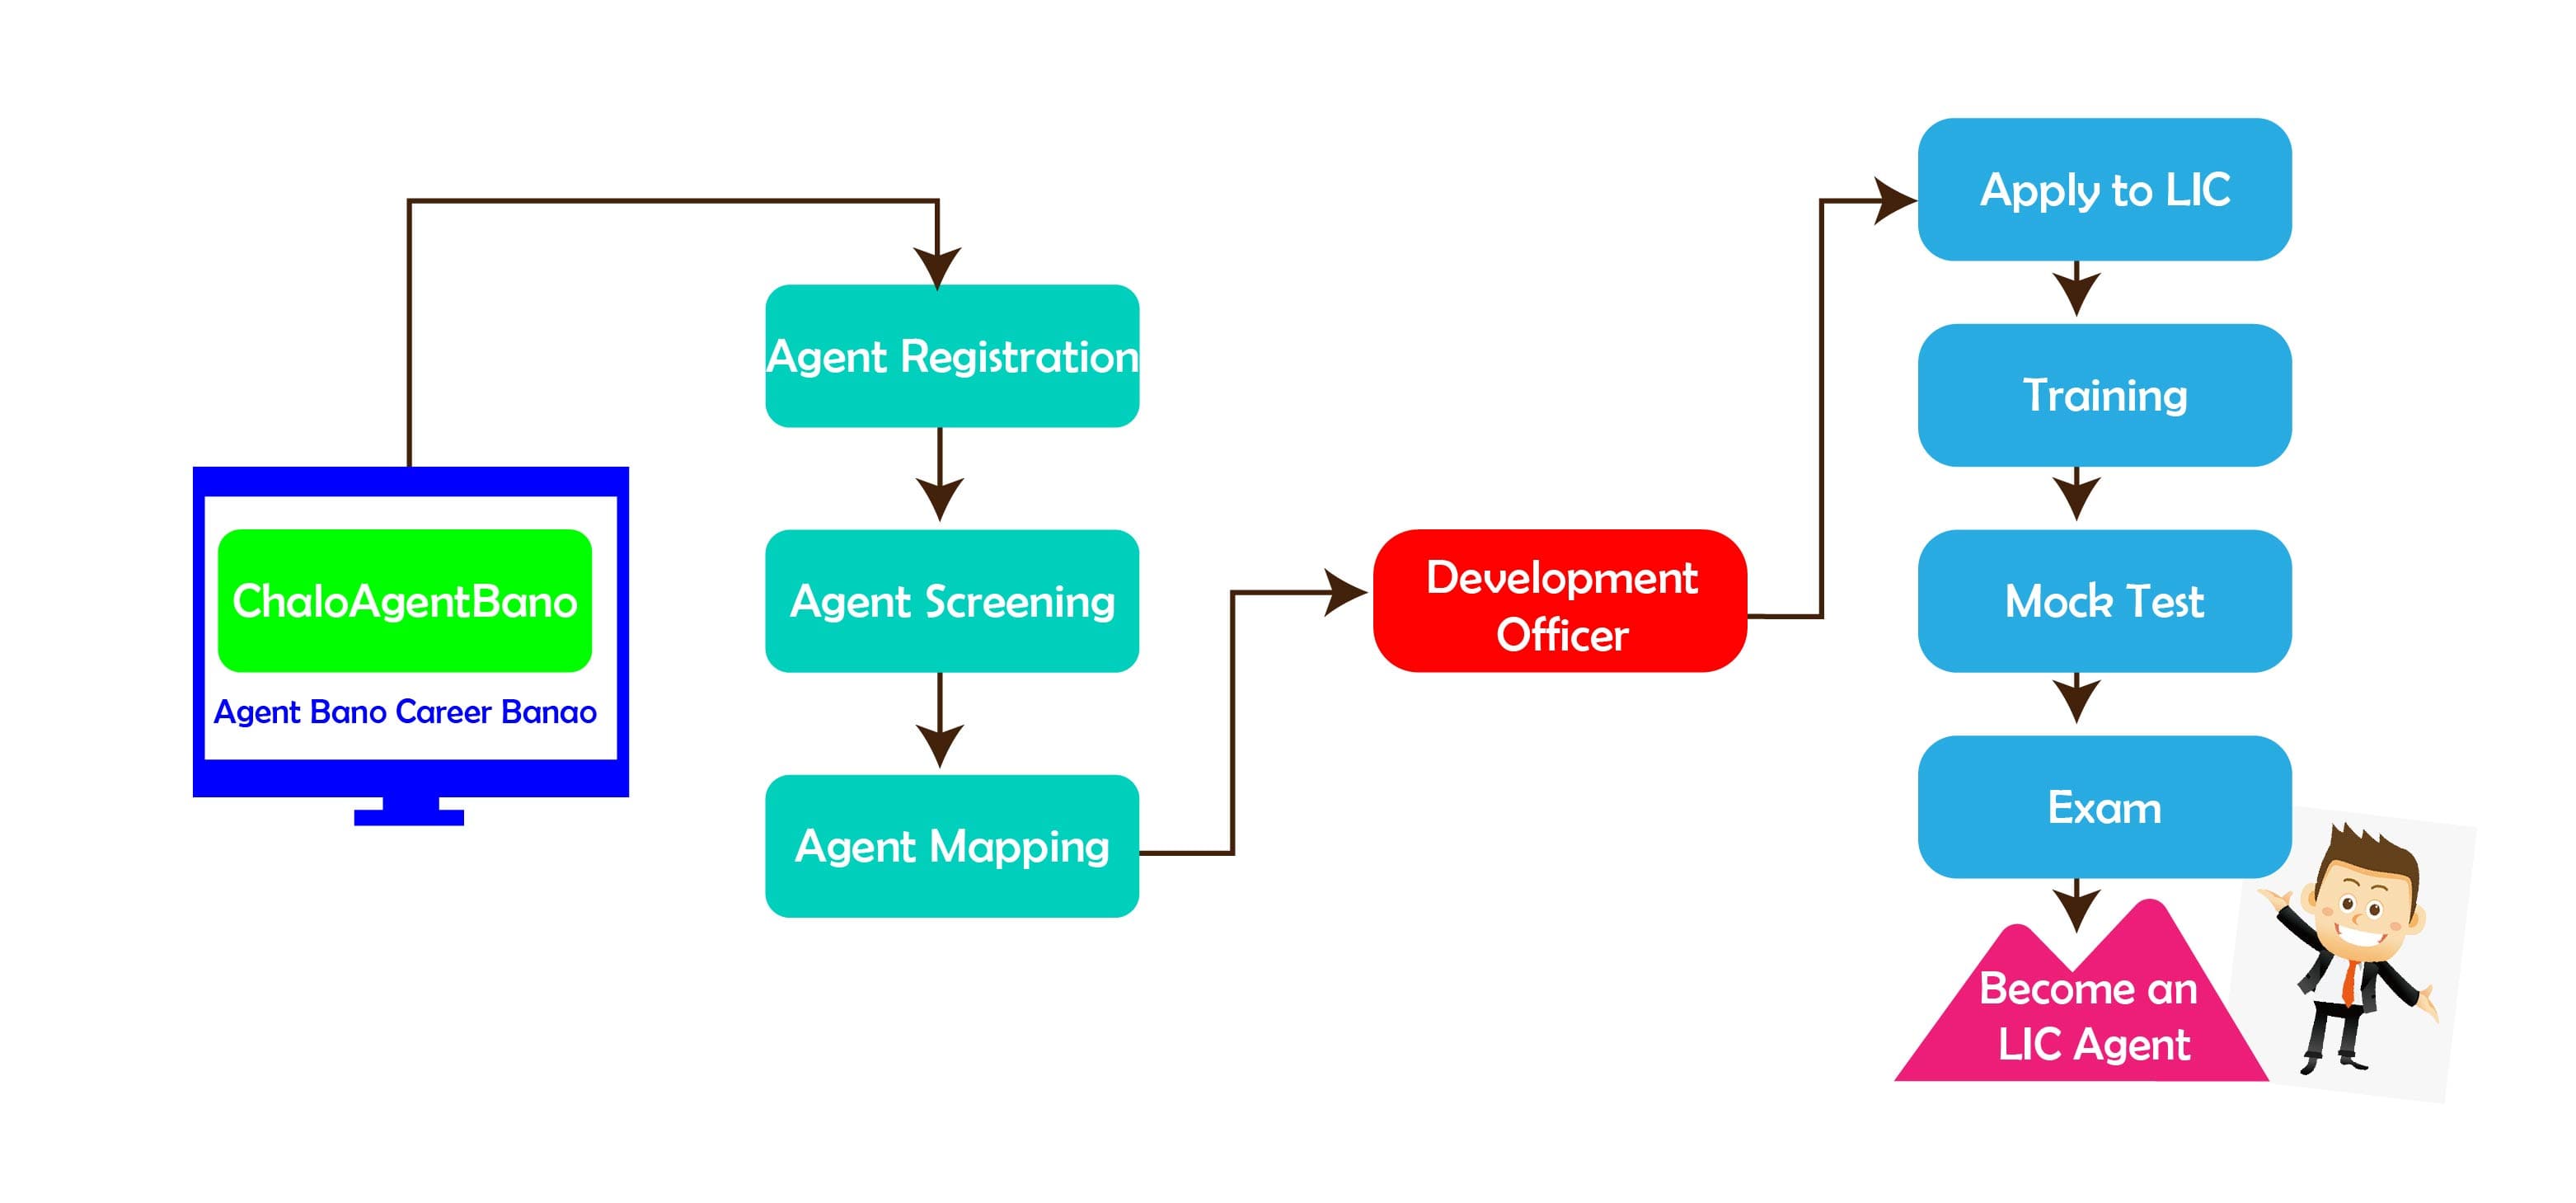 ChaloAgentBano
Agent Bano Career Banao
Agent Registration
Agent Screening
Agent Mapping
Development
Officer
Apply to LIC
Training
Mock Test
Exam
Become an
LIC Agent